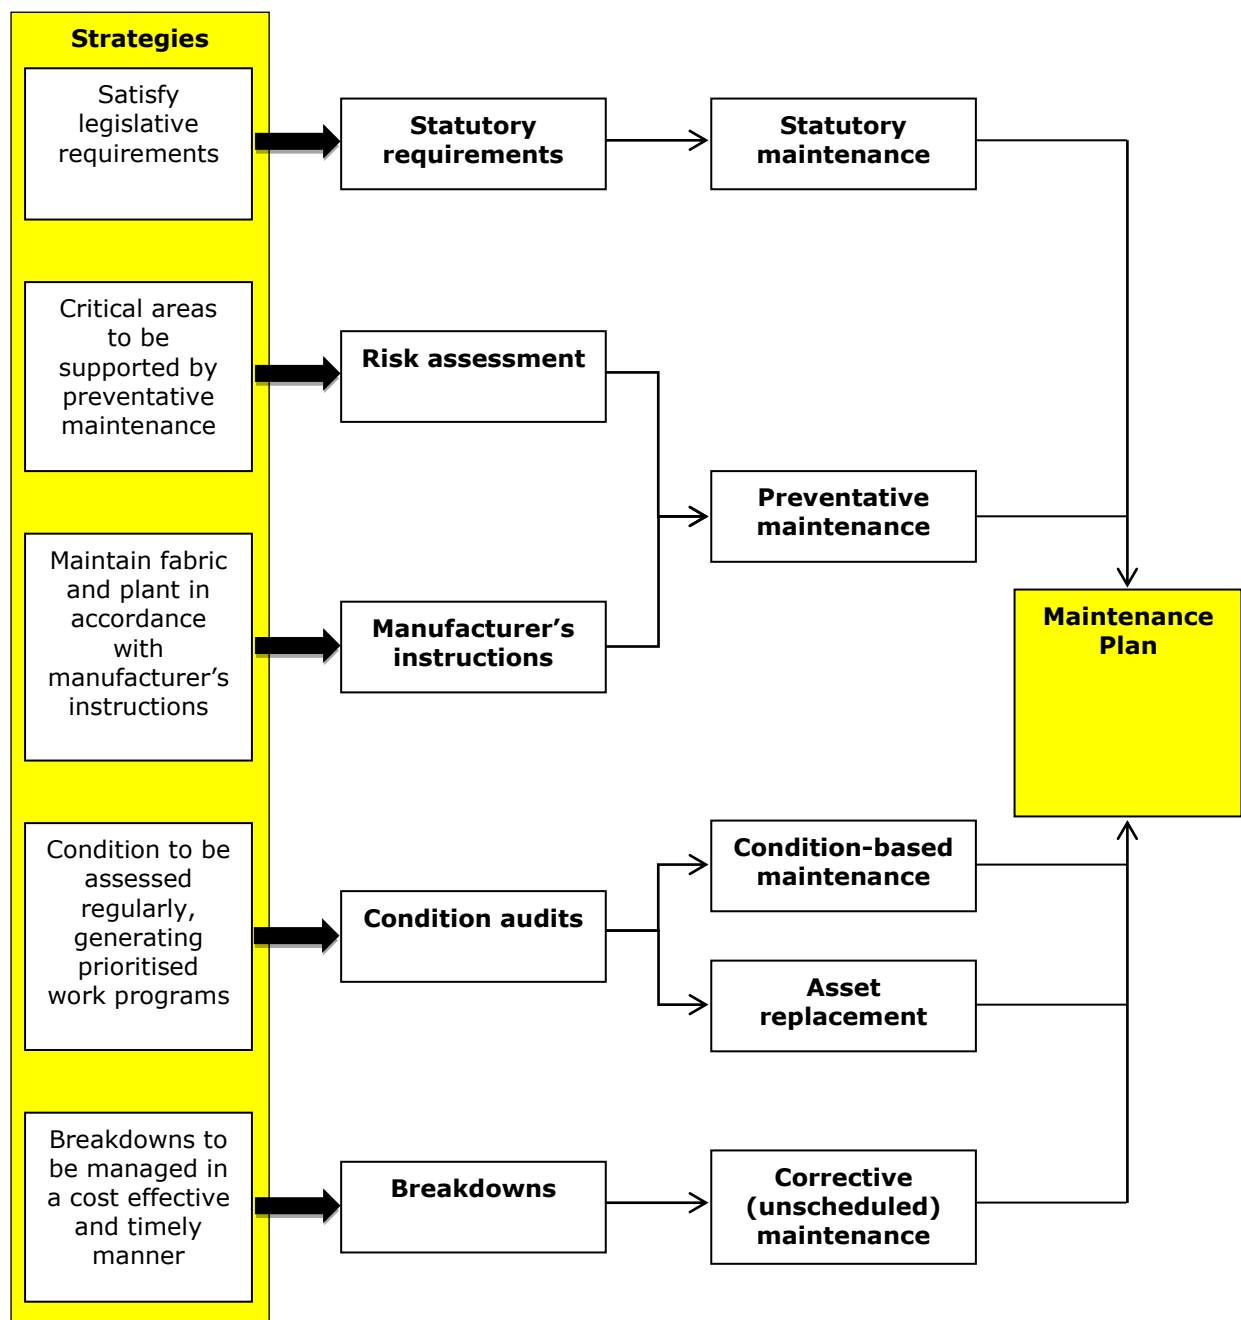 Strategies
Satisfy
legislative
requirements
Statutory
requirements
Statutory
maintenance
Critical areas
to be
supported by
preventative
maintenance
Risk assessment
Preventative
maintenance
Maintain fabric
and plant in
accordance
with
manufacturer’s
instructions
Manufacturer’s
instructions
Maintenance
Plan
Condition to be
assessed
regularly,
generating
prioritised
work programs
Condition audits
Condition-based
maintenance
Asset
replacement
Breakdowns to
be managed in
a cost effective
and timely
manner
Breakdowns
Corrective
(unscheduled)
maintenance